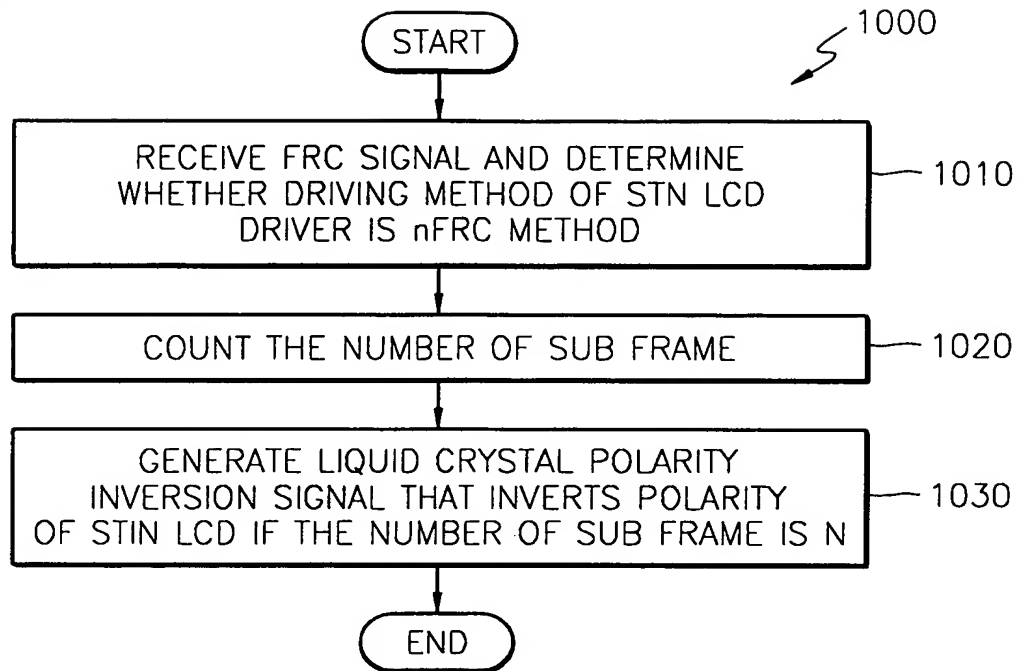 START
1000
RECEIVE FRC SIGNAL AND DETERMINE
WHETHER DRIVING METHOD OF STN LCD
DRIVER IS nFRC METHOD
1010
COUNT THE NUMBER OF SUB FRAME
1020
GENERATE LIQUID CRYSTAL POLARITY
INVERSION SIGNAL THAT INVERTS POLARITY
OF STIN LCD IF THE NUMBER OF SUB FRAME IS N
1030
END